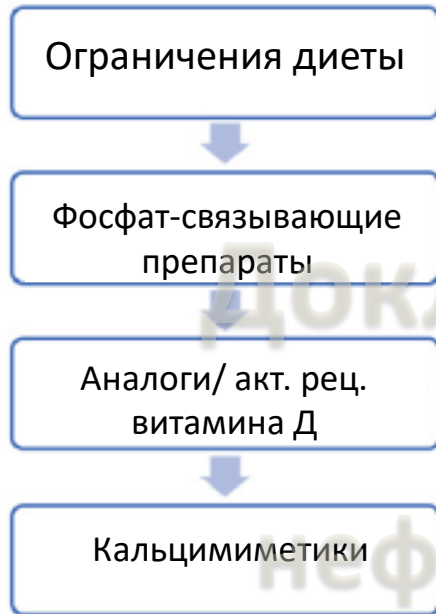 Ограничения диеты
Фосфат-связывающие
препараты
Аналоги/ акт. рец.
витамина Д
Кальцимиметики